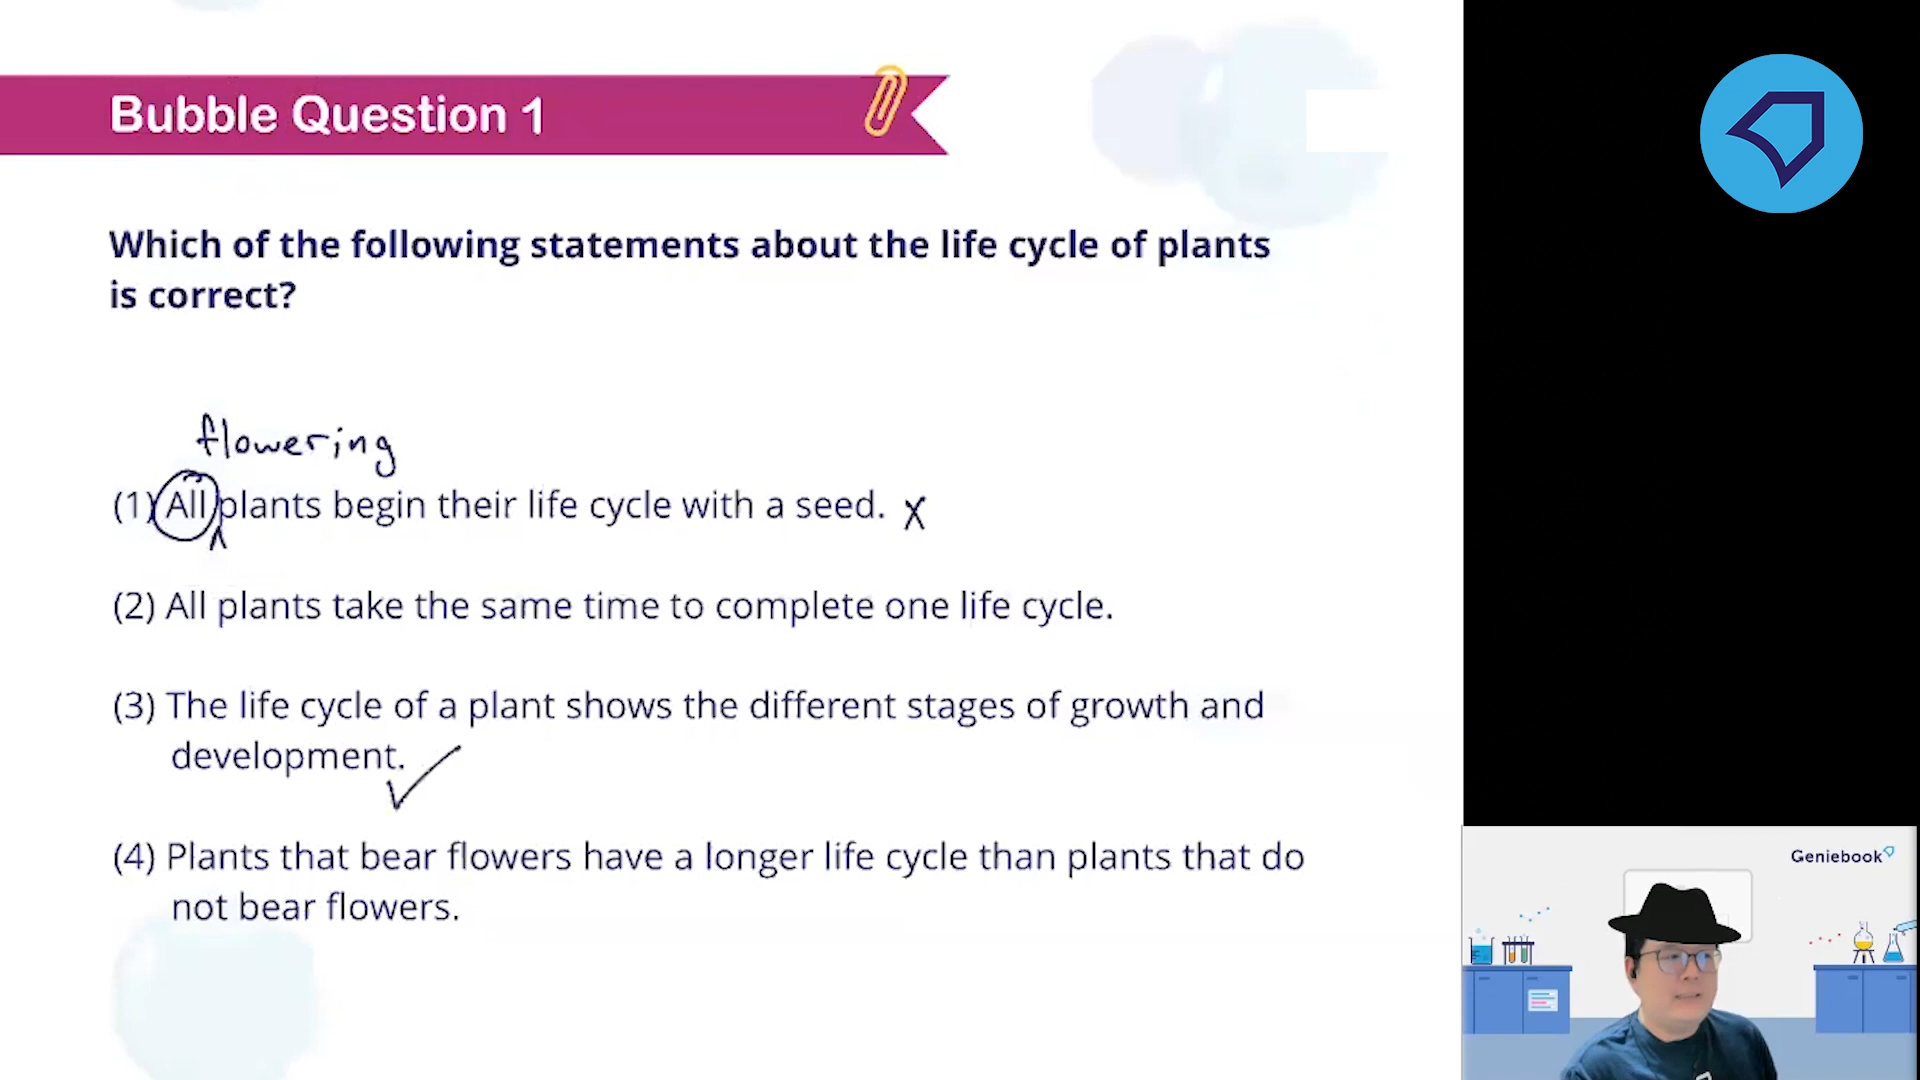 Bubble Question 1
Which of the following statements about the life cycle of plants
is correct?
flowering
(1) All plants begin their life cycle with a seed. X
(2) All plants take the same time to complete one life cycle.
(3) The life cycle of a plant shows the different stages of growth and
development.
(4) Plants that bear flowers have a longer life cycle than plants that do
not bear flowers.
Geniebook